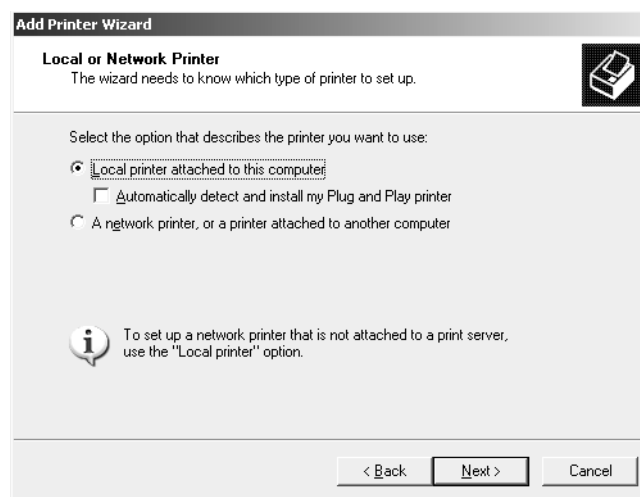 Add Printer Wizard
Local or Network Printer
The wizard needs to know which type of printer to set up.
Select the option that describes the printer you want to use:
Local printer attached to this computer
Automatically detect and install my Plug and Play printer
A network printer, or a printer attached to another computer
To set up a network printer that is not attached to a print server,
use the "Local printer" option.
< Back Next > Cancel